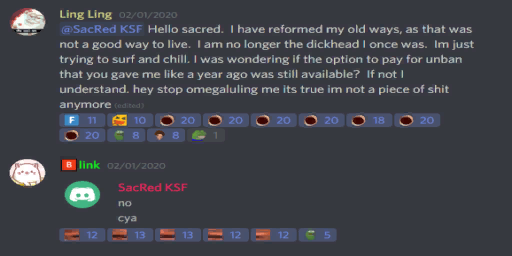 Ling Ling 02/01/2020
@SacRed KSF Hello sacred. I have reformed my old ways, as that was
not a good way to live. I am no longer the dickhead I once was. Im just
trying to surf and chill. I was wondering if the option to pay for unban
that you gave me like a year ago was still available? If not I
understand. hey stop omegaluling me its true im not a piece of shit
anymore (edited)
F 11 10 20 20 20 20 18 20
20 8 8 1
B link 02/01/2020
SacRed KSF
no
cya
12 13 13 12 12 5